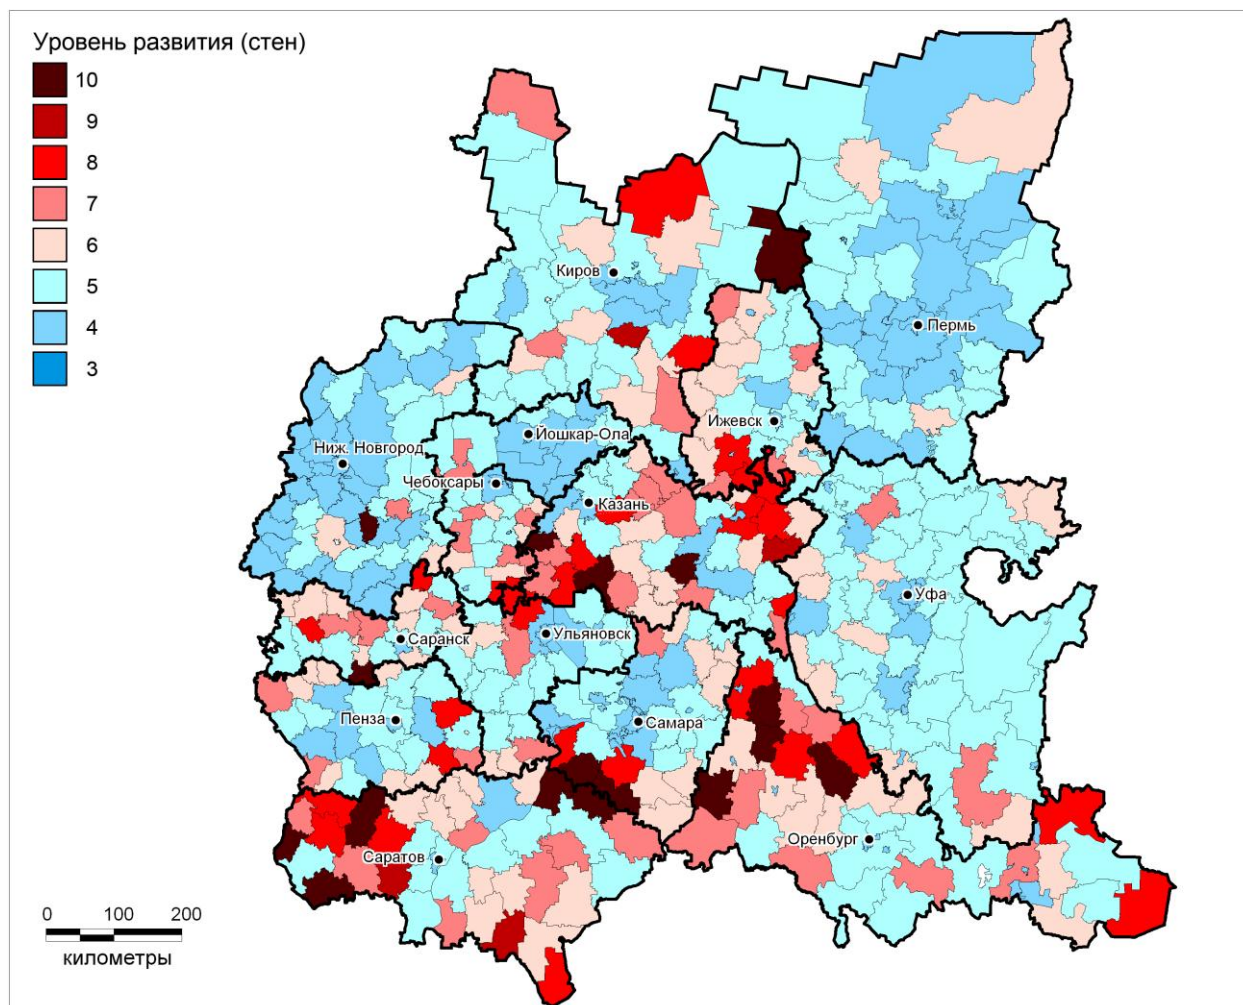 Уровень развития (стен)
10
9
8
7
6
5
4
3
Киров
Пермь
Ижевск
Йошкар-Ола
Ниж. Новгород
Чебоксары
Казань
Уфа
Ульяновск
Саранск
Пенза
Самара
Оренбург
Саратов
0 100 200
километры